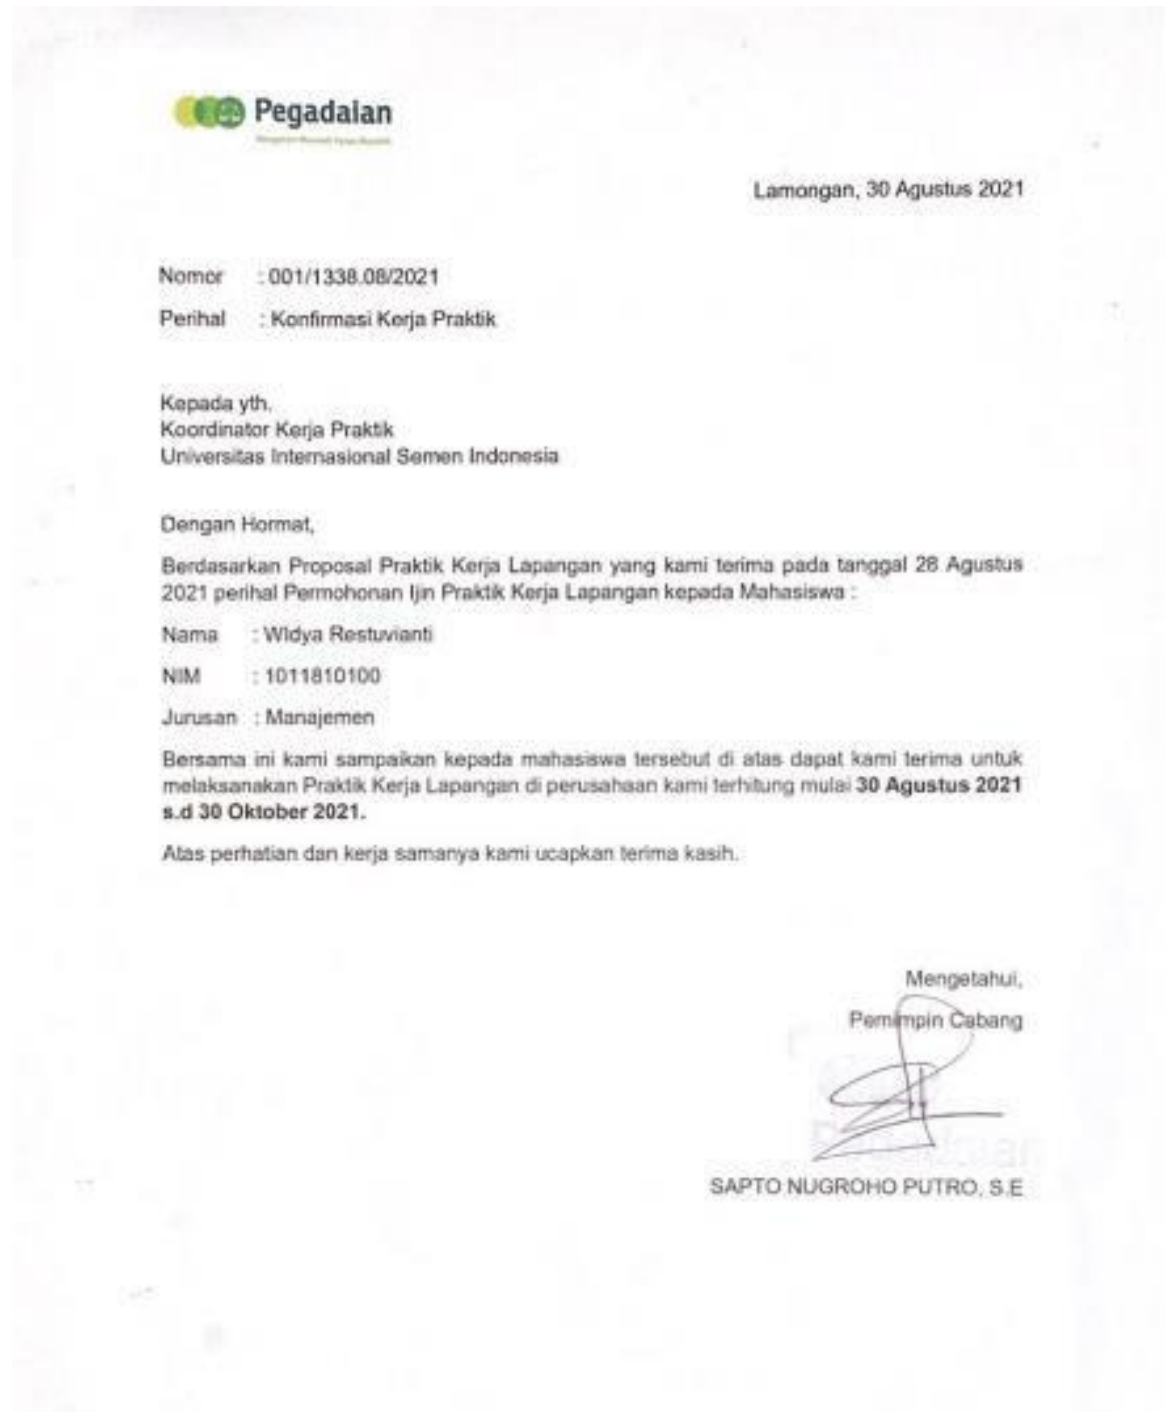 Pegadaian
Lamongan, 30 Agustus 2021
Nomor : 001/1338.08/2021
Perihal : Konfirmasi Kerja Praktik
Kepada yth.
Koordinator Kerja Praktik
Universitas Internasional Semen Indonesia
Dengan Hormat,
Berdasarkan Proposal Praktik Kerja Lapangan yang kami terima pada tanggal 28 Agustus
2021 perihal Permohonan Ijin Praktik Kerja Lapangan kepada Mahasiswa :
Nama : Widya Restuvianti
NIM : 1011810100
Jurusan : Manajemen
Bersama ini kami sampaikan kepada mahasiswa tersebut di atas dapat kami terima untuk
melaksanakan Praktik Kerja Lapangan di perusahaan kami terhitung mulai 30 Agustus 2021
s.d 30 Oktober 2021.
Atas perhatian dan kerja samanya kami ucapkan terima kasih.
Mengetahui,
Pemimpin Cabang
Pegadaian
SAPTO NUGROHO PUTRO, S.E